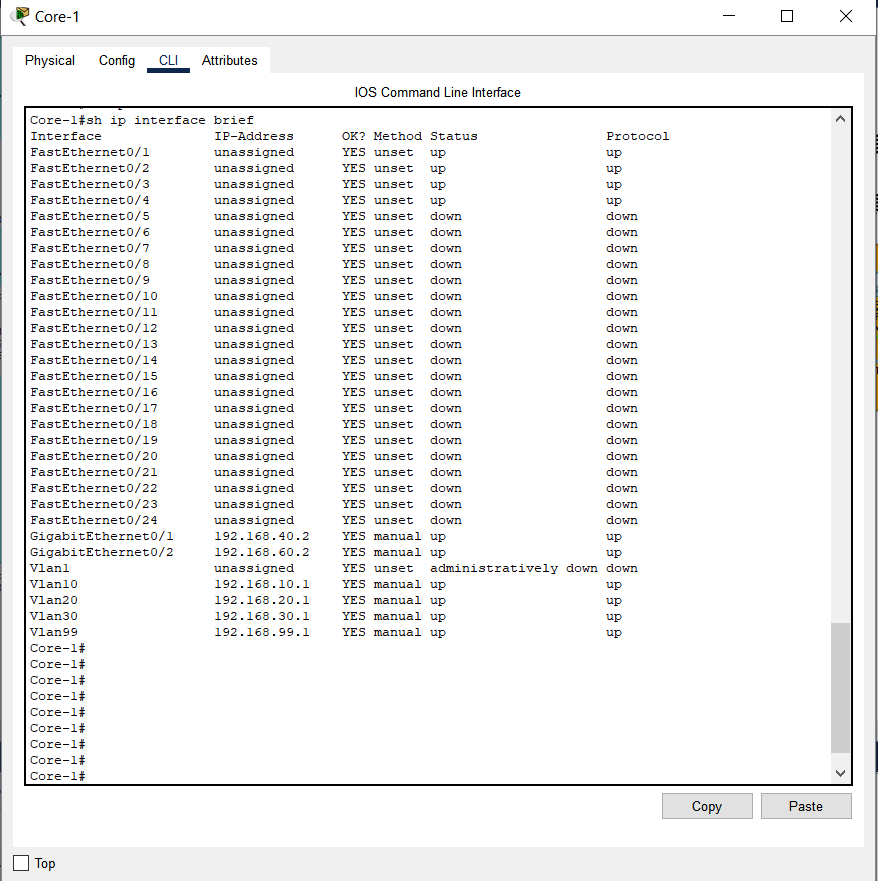 Core-1
Physical Config CLI Attributes
IOS Command Line Interface
Core-1#sh ip interface brief
Interface IP-Address OK? Method Status Protocol
FastEthernet0/1 unassigned YES unset up up
FastEthernet0/2 unassigned YES unset up up
FastEthernet0/3 unassigned YES unset up up
FastEthernet0/4 unassigned YES unset up up
FastEthernet0/5 unassigned YES unset down down
FastEthernet0/6 unassigned YES unset down down
FastEthernet0/7 unassigned YES unset down down
FastEthernet0/8 unassigned YES unset down down
FastEthernet0/9 unassigned YES unset down down
FastEthernet0/10 unassigned YES unset down down
FastEthernet0/11 unassigned YES unset down down
FastEthernet0/12 unassigned YES unset down down
FastEthernet0/13 unassigned YES unset down down
FastEthernet0/14 unassigned YES unset down down
FastEthernet0/15 unassigned YES unset down down
FastEthernet0/16 unassigned YES unset down down
FastEthernet0/17 unassigned YES unset down down
FastEthernet0/18 unassigned YES unset down down
FastEthernet0/19 unassigned YES unset down down
FastEthernet0/20 unassigned YES unset down down
FastEthernet0/21 unassigned YES unset down down
FastEthernet0/22 unassigned YES unset down down
FastEthernet0/23 unassigned YES unset down down
FastEthernet0/24 unassigned YES unset down down
GigabitEthernet0/1 192.168.40.2 YES manual up up
GigabitEthernet0/2 192.168.60.2 YES manual up up
Vlan1 unassigned YES unset administratively down down
Vlan10 192.168.10.1 YES manual up up
Vlan20 192.168.20.1 YES manual up up
Vlan30 192.168.30.1 YES manual up up
Vlan99 192.168.99.1 YES manual up up
Core-1#
Core-1#
Core-1#
Core-1#
Core-1#
Core-1#
Core-1#
Core-1#
Core-1#
Copy Paste
Top